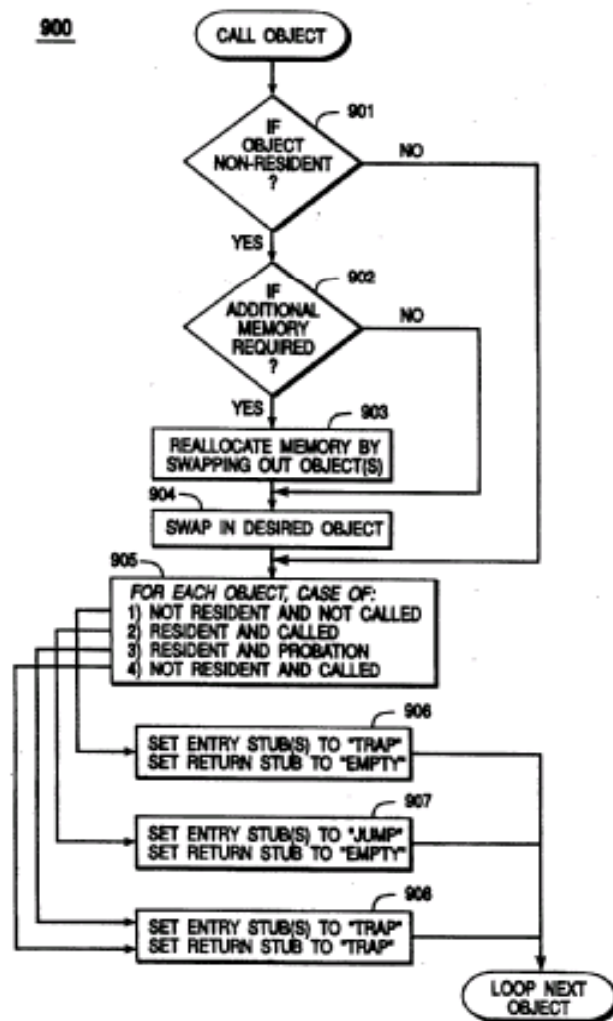 900
CALL OBJECT
901
IF
OBJECT
NON-RESIDENT
?
NO
YES
902
IF
ADDITIONAL
MEMORY
REQUIRED
?
NO
YES
903
REALLOCATE MEMORY BY
SWAPPING OUT OBJECT(S)
904
SWAP IN DESIRED OBJECT
905
FOR EACH OBJECT, CASE OF:
1) NOT RESIDENT AND NOT CALLED
2) RESIDENT AND CALLED
3) RESIDENT AND PROBATION
4) NOT RESIDENT AND CALLED
906
SET ENTRY STUB(S) TO "TRAP"
SET RETURN STUB TO "EMPTY"
907
SET ENTRY STUB(S) TO "JUMP"
SET RETURN STUB TO "EMPTY"
908
SET ENTRY STUB(S) TO "TRAP"
SET RETURN STUB TO "TRAP"
LOOP NEXT
OBJECT